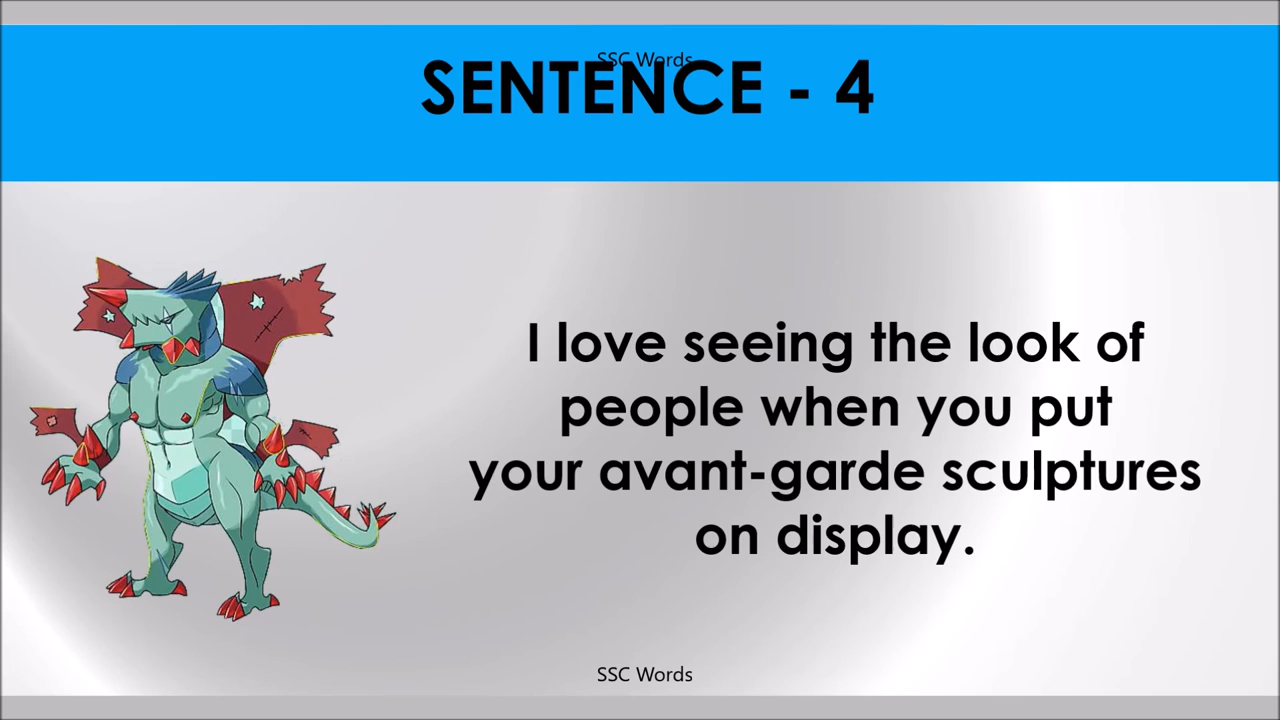 SSC Words
SENTENCE - 4
I love seeing the look of
people when you put
your avant-garde sculptures
on display.
SSC Words